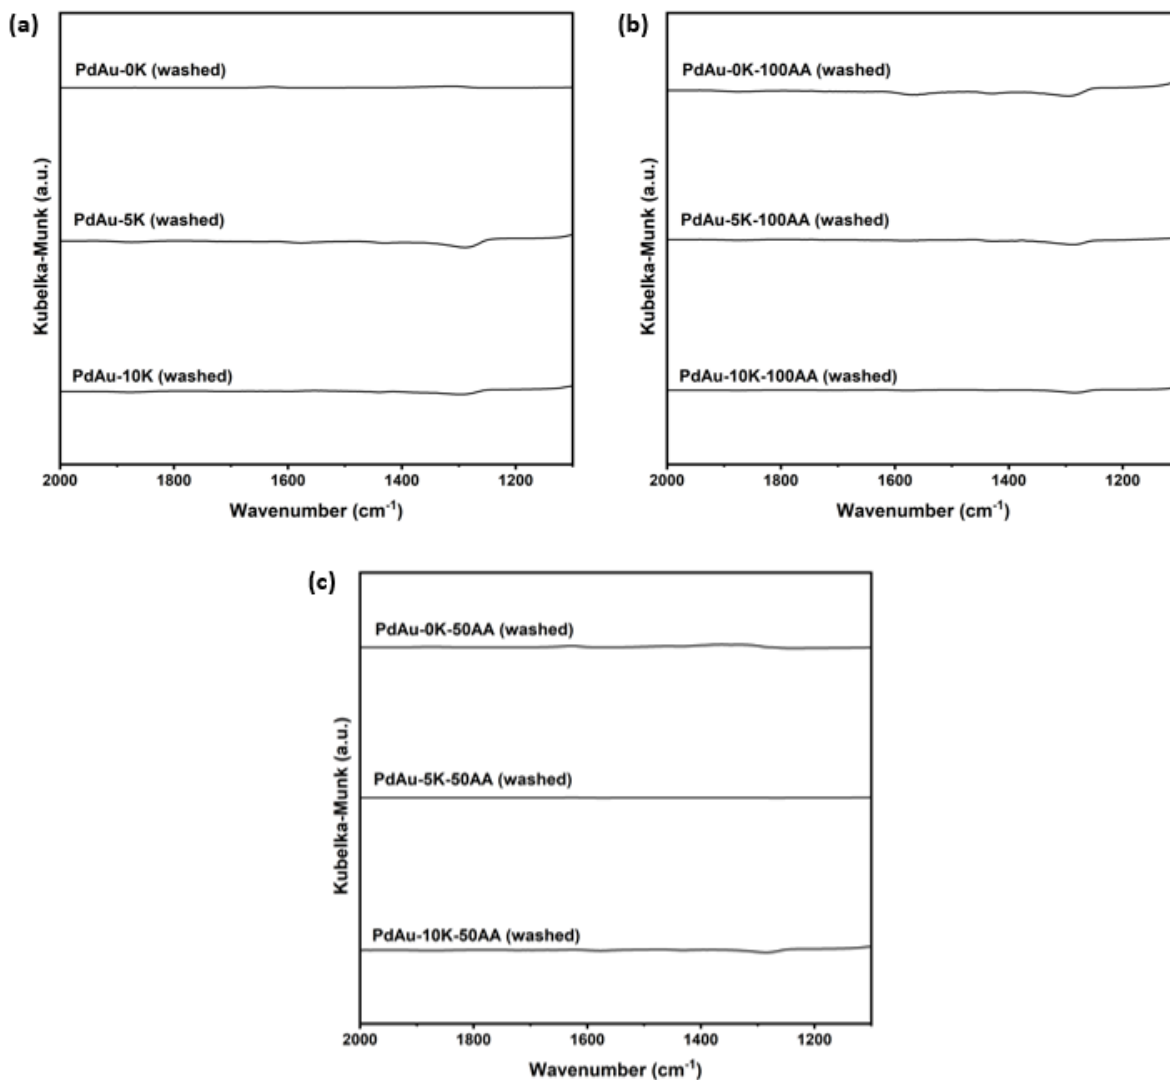 (a)
PdAu-0K (washed)
PdAu-5K (washed)
PdAu-10K (washed)
Kubelka-Munk (a.u.)
2000 1800 1600 1400 1200
Wavenumber (cm⁻¹)
(b)
PdAu-0K-100AA (washed)
PdAu-5K-100AA (washed)
PdAu-10K-100AA (washed)
Kubelka-Munk (a.u.)
2000 1800 1600 1400 1200
Wavenumber (cm⁻¹)
(c)
PdAu-0K-50AA (washed)
PdAu-5K-50AA (washed)
PdAu-10K-50AA (washed)
Kubelka-Munk (a.u.)
2000 1800 1600 1400 1200
Wavenumber (cm⁻¹)